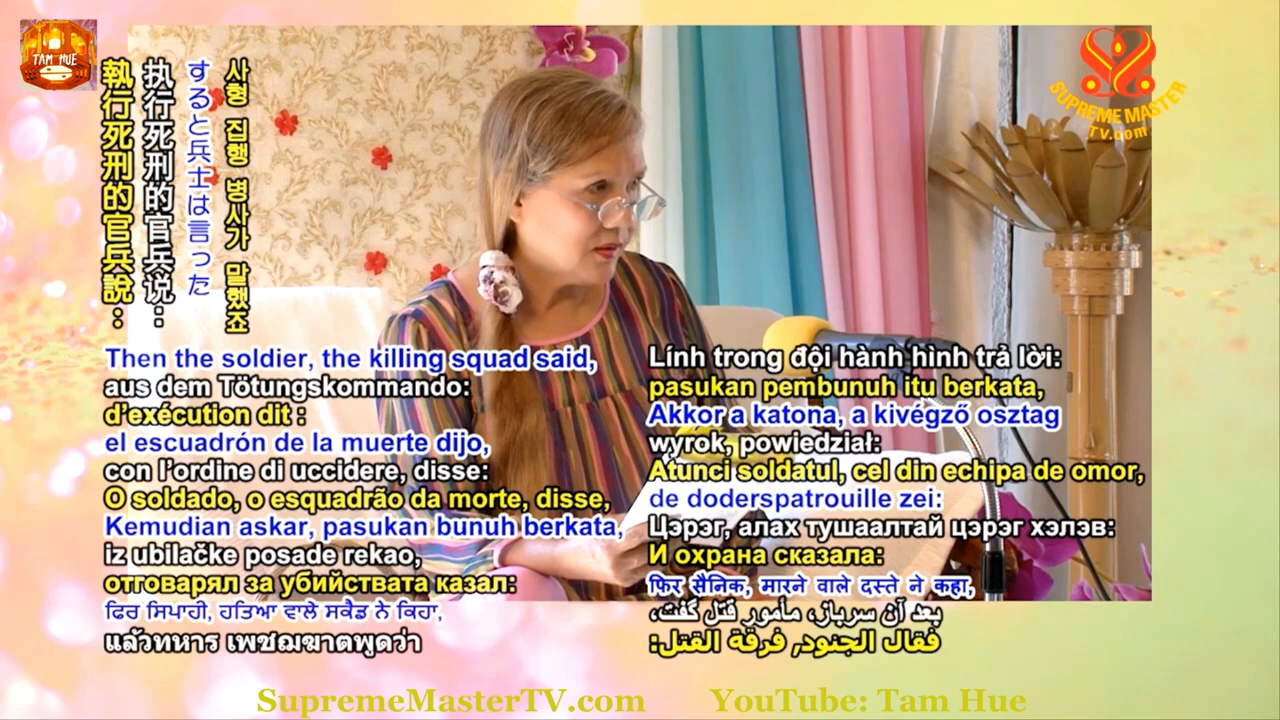 TAM HUE
SUPREME MASTER
TV.com
執行死刑的官兵說：
执行死刑的官兵说：
すると兵士は言った
사형 집행 병사가 말했죠
Then the soldier, the killing squad said,
aus dem Tötungskommando:
d’exécution dit :
el escuadrón de la muerte dijo,
con l’ordine di uccidere, disse:
O soldado, o esquadrão da morte, disse,
Kemudian askar, pasukan bunuh berkata,
iz ubilačke posade rekao,
отговарял за убийствата казал:
ਫਿਰ ਸਿਪਾਹੀ, ਹਤਿਆ ਵਾਲੇ ਸਕੈਡ ਨੇ ਕਿਹਾ,
แล้วทหาร เพชฌฆาตพูดว่า
Lính trong đội hành hình trả lời:
pasukan pembunuh itu berkata,
Akkor a katona, a kivégző osztag
wyrok, powiedział:
Atunci soldatul, cel din echipa de omor,
de doderspatrouille zei:
Цэрэг, алах тушаалтай цэрэг хэлэв:
И охрана сказала:
फिर सैनिक, मारने वाले दस्ते ने कहा,
بعد آن سرباز، مأمور قتل گفت،
فقال الجنود, فرقة القتل:
SupremeMasterTV.com YouTube: Tam Hue